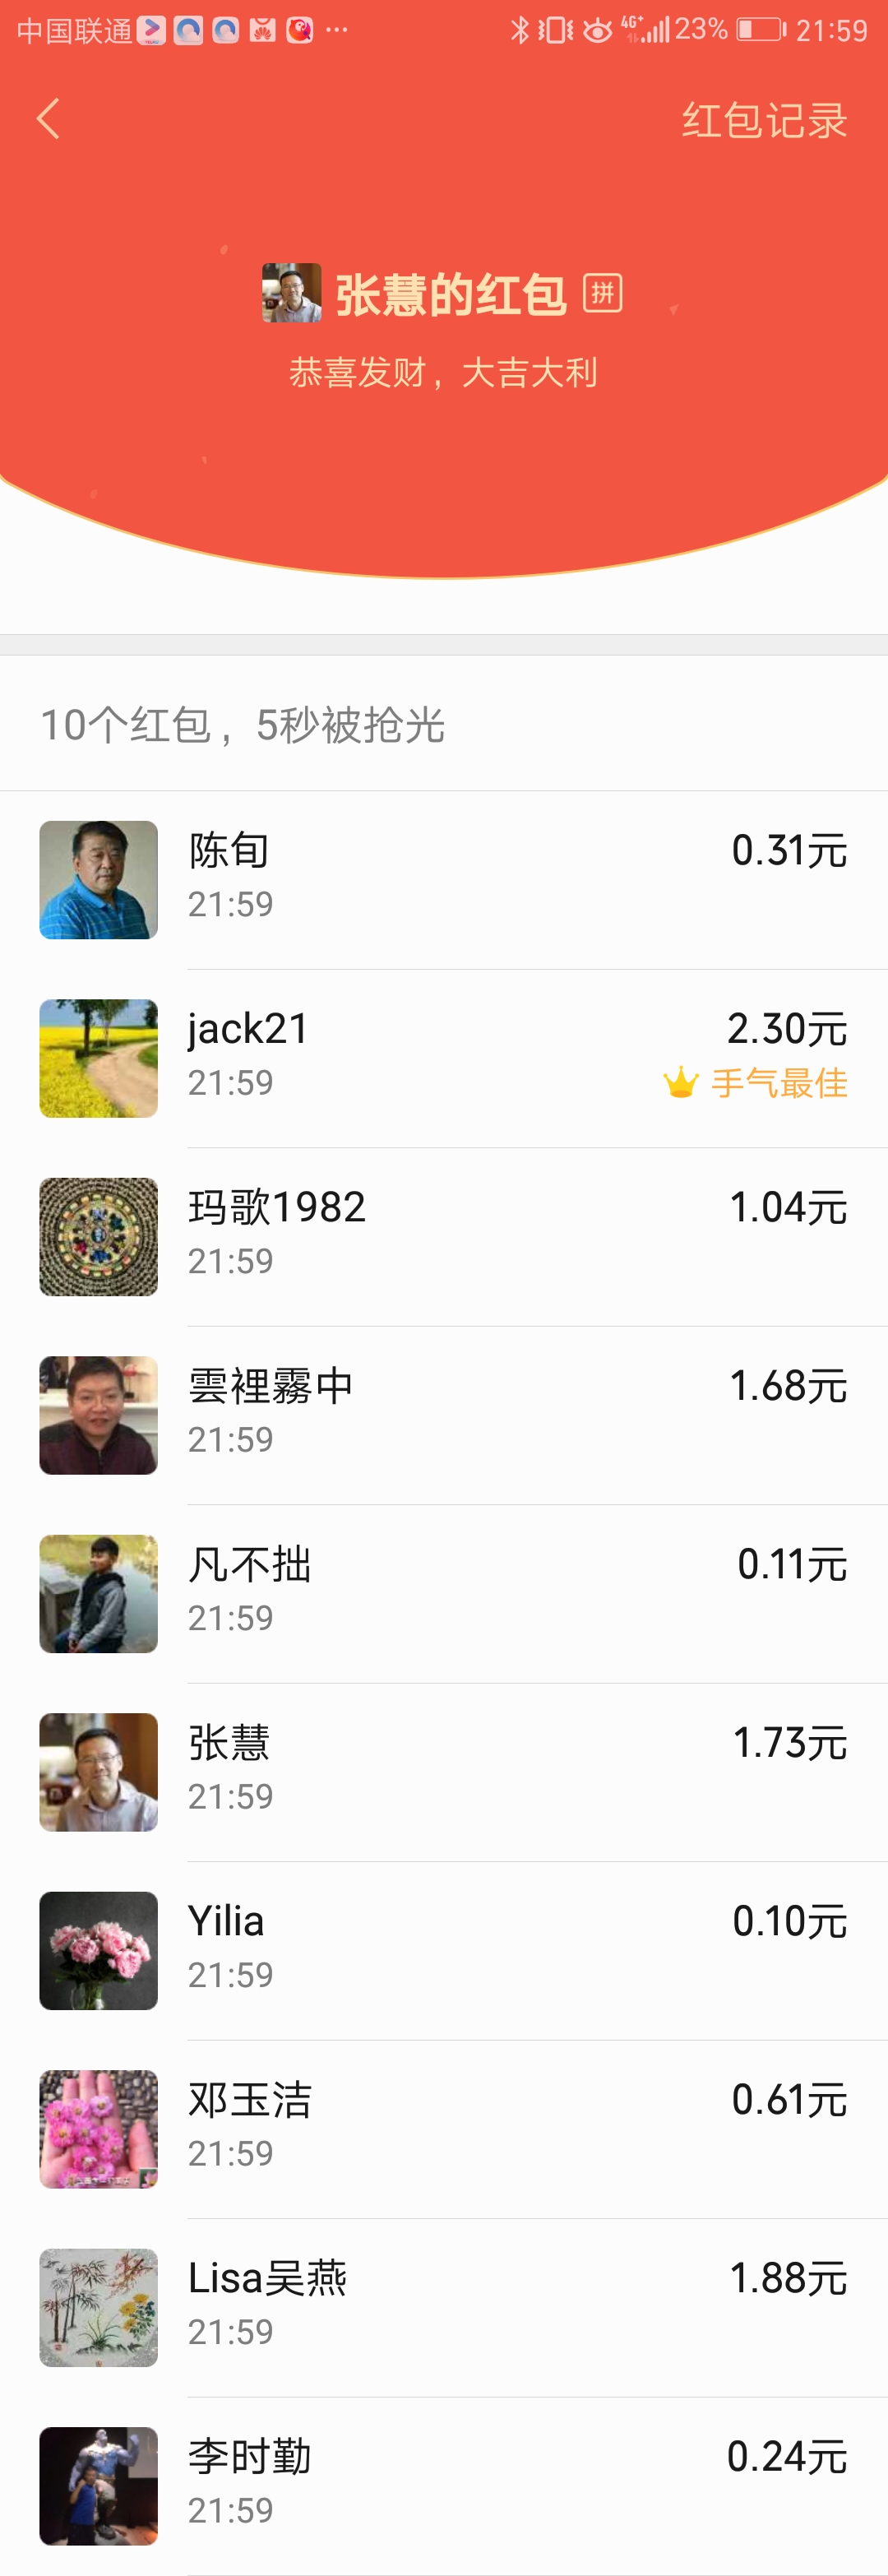 中国联通 4G+ 23% 21:59
红包记录
张慧的红包 拼
恭喜发财，大吉大利
10个红包，5秒被抢光
陈旬 0.31元
21:59
jack21 2.30元
21:59 手气最佳
玛歌1982 1.04元
21:59
雲裡霧中 1.68元
21:59
凡不拙 0.11元
21:59
张慧 1.73元
21:59
Yilia 0.10元
21:59
邓玉洁 0.61元
21:59
Lisa吴燕 1.88元
21:59
李时勤 0.24元
21:59